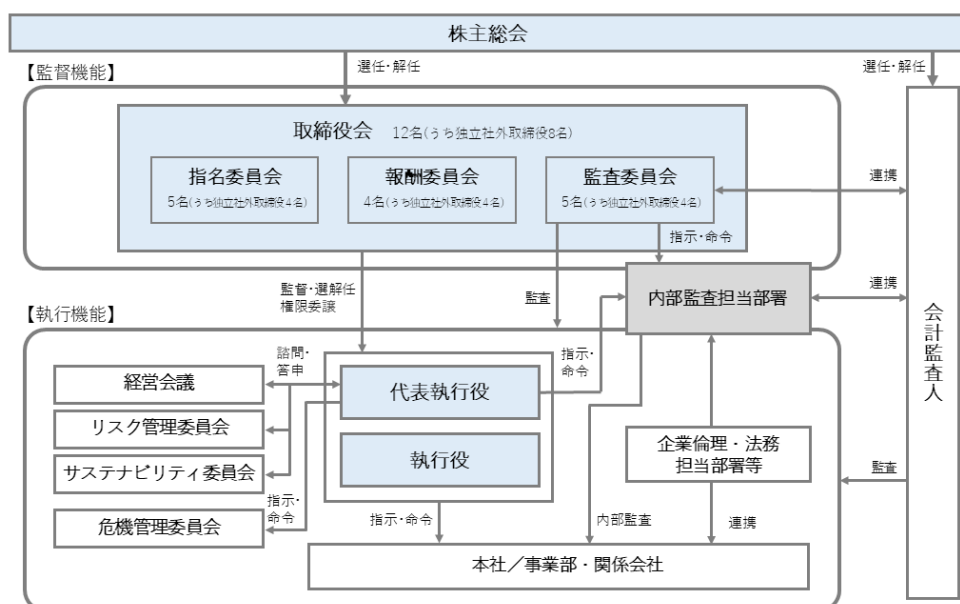 株主総会
選任・解任
選任・解任
【監督機能】
取締役会 12名(うち独立社外取締役8名)
指名委員会
5名(うち独立社外取締役4名)
報酬委員会
4名(うち独立社外取締役4名)
監査委員会
5名(うち独立社外取締役4名)
連携
指示・命令
監督・選解任
権限委譲
監査
内部監査担当部署
連携
会計監査人
【執行機能】
諮問・
答申
指示・
命令
経営会議
代表執行役
リスク管理委員会
執行役
企業倫理・法務
担当部署等
サステナビリティ委員会
監査
指示・
命令
危機管理委員会
指示・命令
内部監査
連携
本社／事業部・関係会社